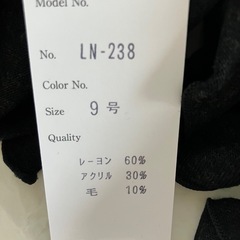 Model No.
No. LN-238
Color No.
Size 9号
Quality
レーヨン 60%
アクリル 30%
毛 10%